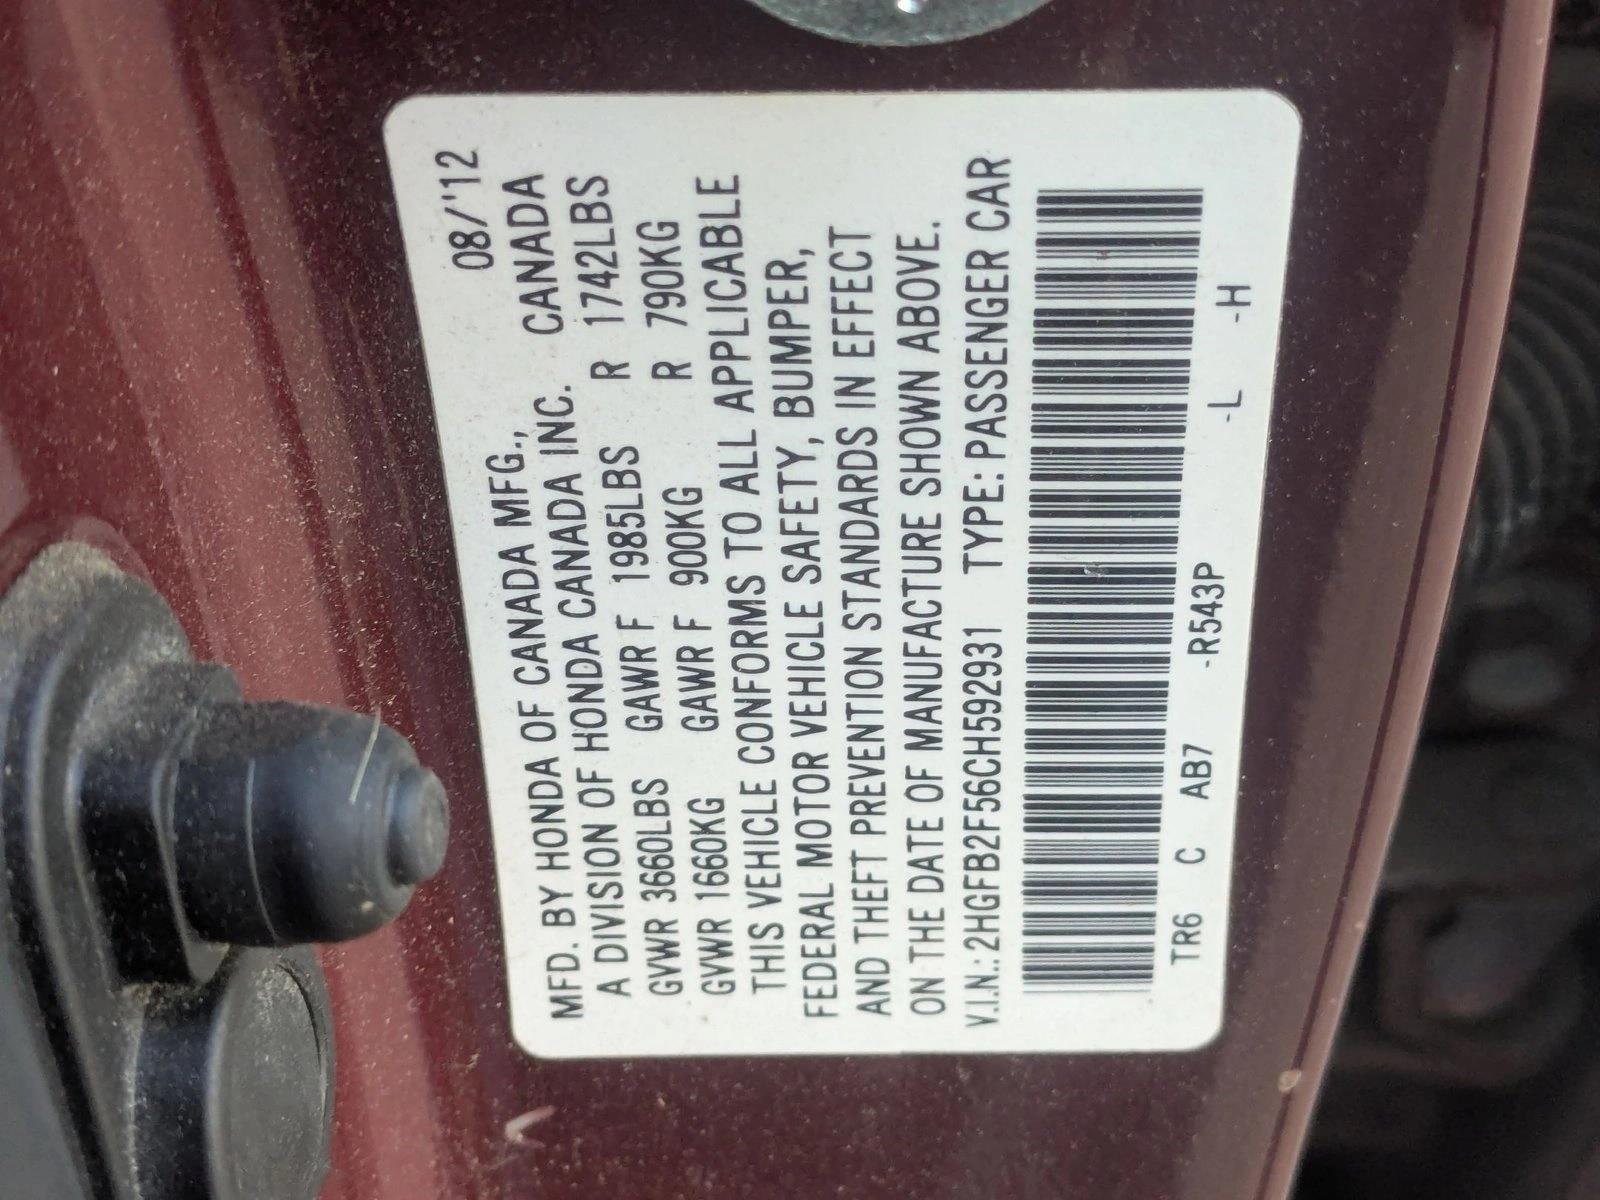 08/'12
MFD. BY HONDA OF CANADA MFG., CANADA
A DIVISION OF HONDA CANADA INC.
GVWR 3660LBS GAWR F 1985LBS R 1742LBS
GVWR 1660KG GAWR F 900KG R 790KG
THIS VEHICLE CONFORMS TO ALL APPLICABLE
FEDERAL MOTOR VEHICLE SAFETY, BUMPER,
AND THEFT PREVENTION STANDARDS IN EFFECT
ON THE DATE OF MANUFACTURE SHOWN ABOVE.
V.I.N.: 2HGFB2F56CH592931 TYPE: PASSENGER CAR
TR6 C AB7 -R543P -L -H